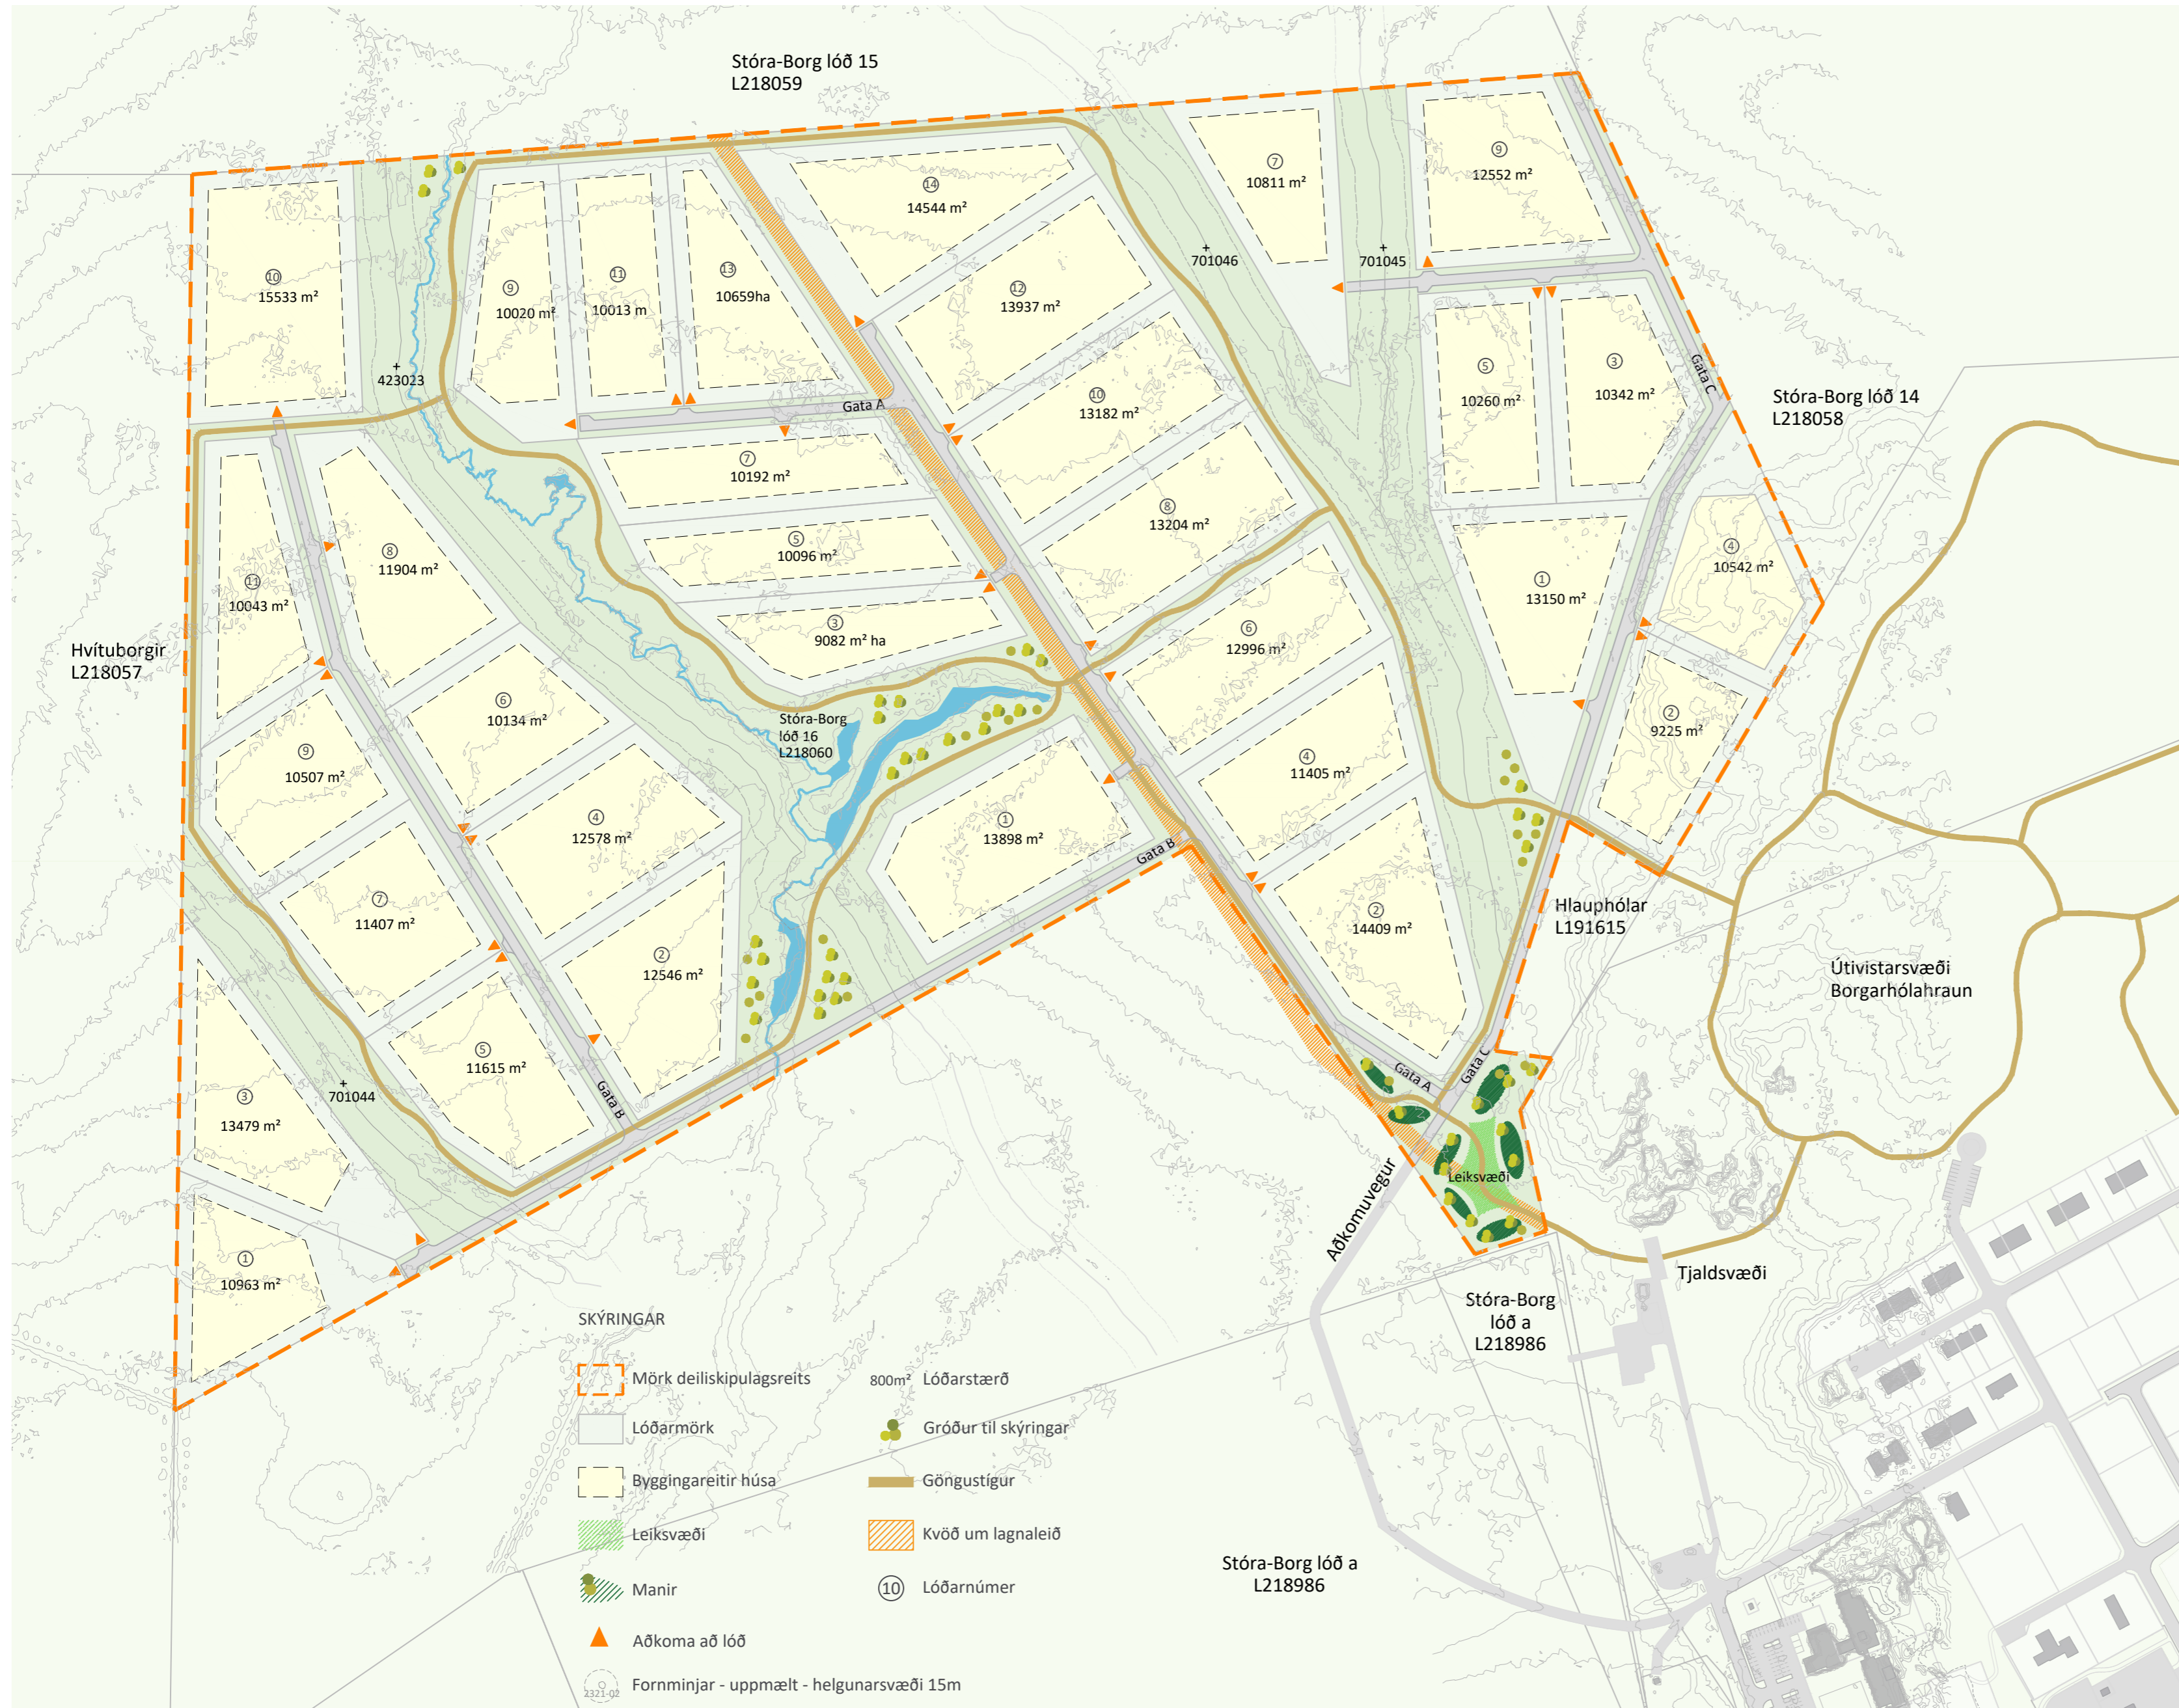 Stóra-Borg lóð 15
L218059
7
10811 m²
9
12552 m²
14
14544 m²
10
15533 m²
9
10020 m²
11
10013 m
13
10659ha
12
13937 m²
701046
701045
423023
Gata A
10
13182 m²
5
10260 m²
3
10342 m²
Gata C
Stóra-Borg lóð 14
L218058
7
10192 m²
8
13204 m²
5
10096 m²
8
11904 m²
11
10043 m²
4
10542 m²
1
13150 m²
3
9082 m² ha
6
12996 m²
Hvítuborgir
L218057
6
10134 m²
2
9225 m²
Stóra-Borg
lóð 16
L218060
9
10507 m²
4
11405 m²
4
12578 m²
1
13898 m²
Gata B
7
11407 m²
2
14409 m²
Hlauphólar
L191615
2
12546 m²
Útivistarsvæði
Borgarhólahraun
5
11615 m²
Gata B
Gata A
Gata C
701044
3
13479 m²
Leiksvæði
Aðkomuvegur
1
10963 m²
Tjaldsvæði
Stóra-Borg
lóð a
L218986
SKÝRINGAR
Mörk deiliskipulagsreits
800m² Lóðarstærð
Lóðarmörk
Gróður til skýringar
Byggingareitir húsa
Göngustígur
Leiksvæði
Kvöð um lagnaleið
Manir
10 Lóðarnúmer
Aðkoma að lóð
2321-02 Fornminjar - uppmælt - helgunarsvæði 15m
Stóra-Borg lóð a
L218986